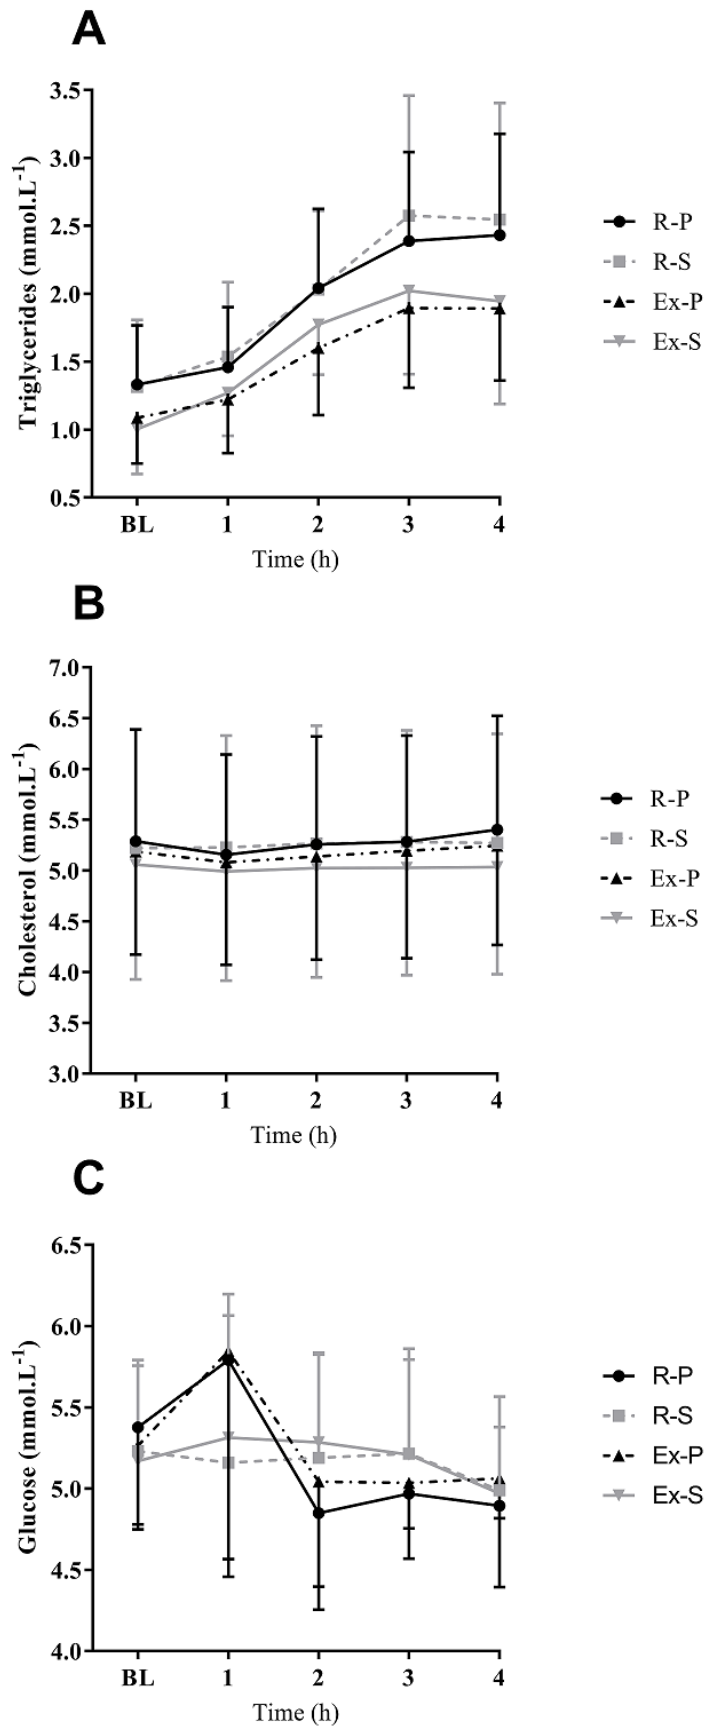 A
Triglycerides (mmol.L-1)
3.5
3.0
2.5
2.0
1.5
1.0
0.5
BL 1 2 3 4
Time (h)
R-P
R-S
Ex-P
Ex-S
B
Cholesterol (mmol.L-1)
7.0
6.5
6.0
5.5
5.0
4.5
4.0
3.5
3.0
BL 1 2 3 4
Time (h)
R-P
R-S
Ex-P
Ex-S
C
Glucose (mmol.L-1)
6.5
6.0
5.5
5.0
4.5
4.0
BL 1 2 3 4
Time (h)
R-P
R-S
Ex-P
Ex-S